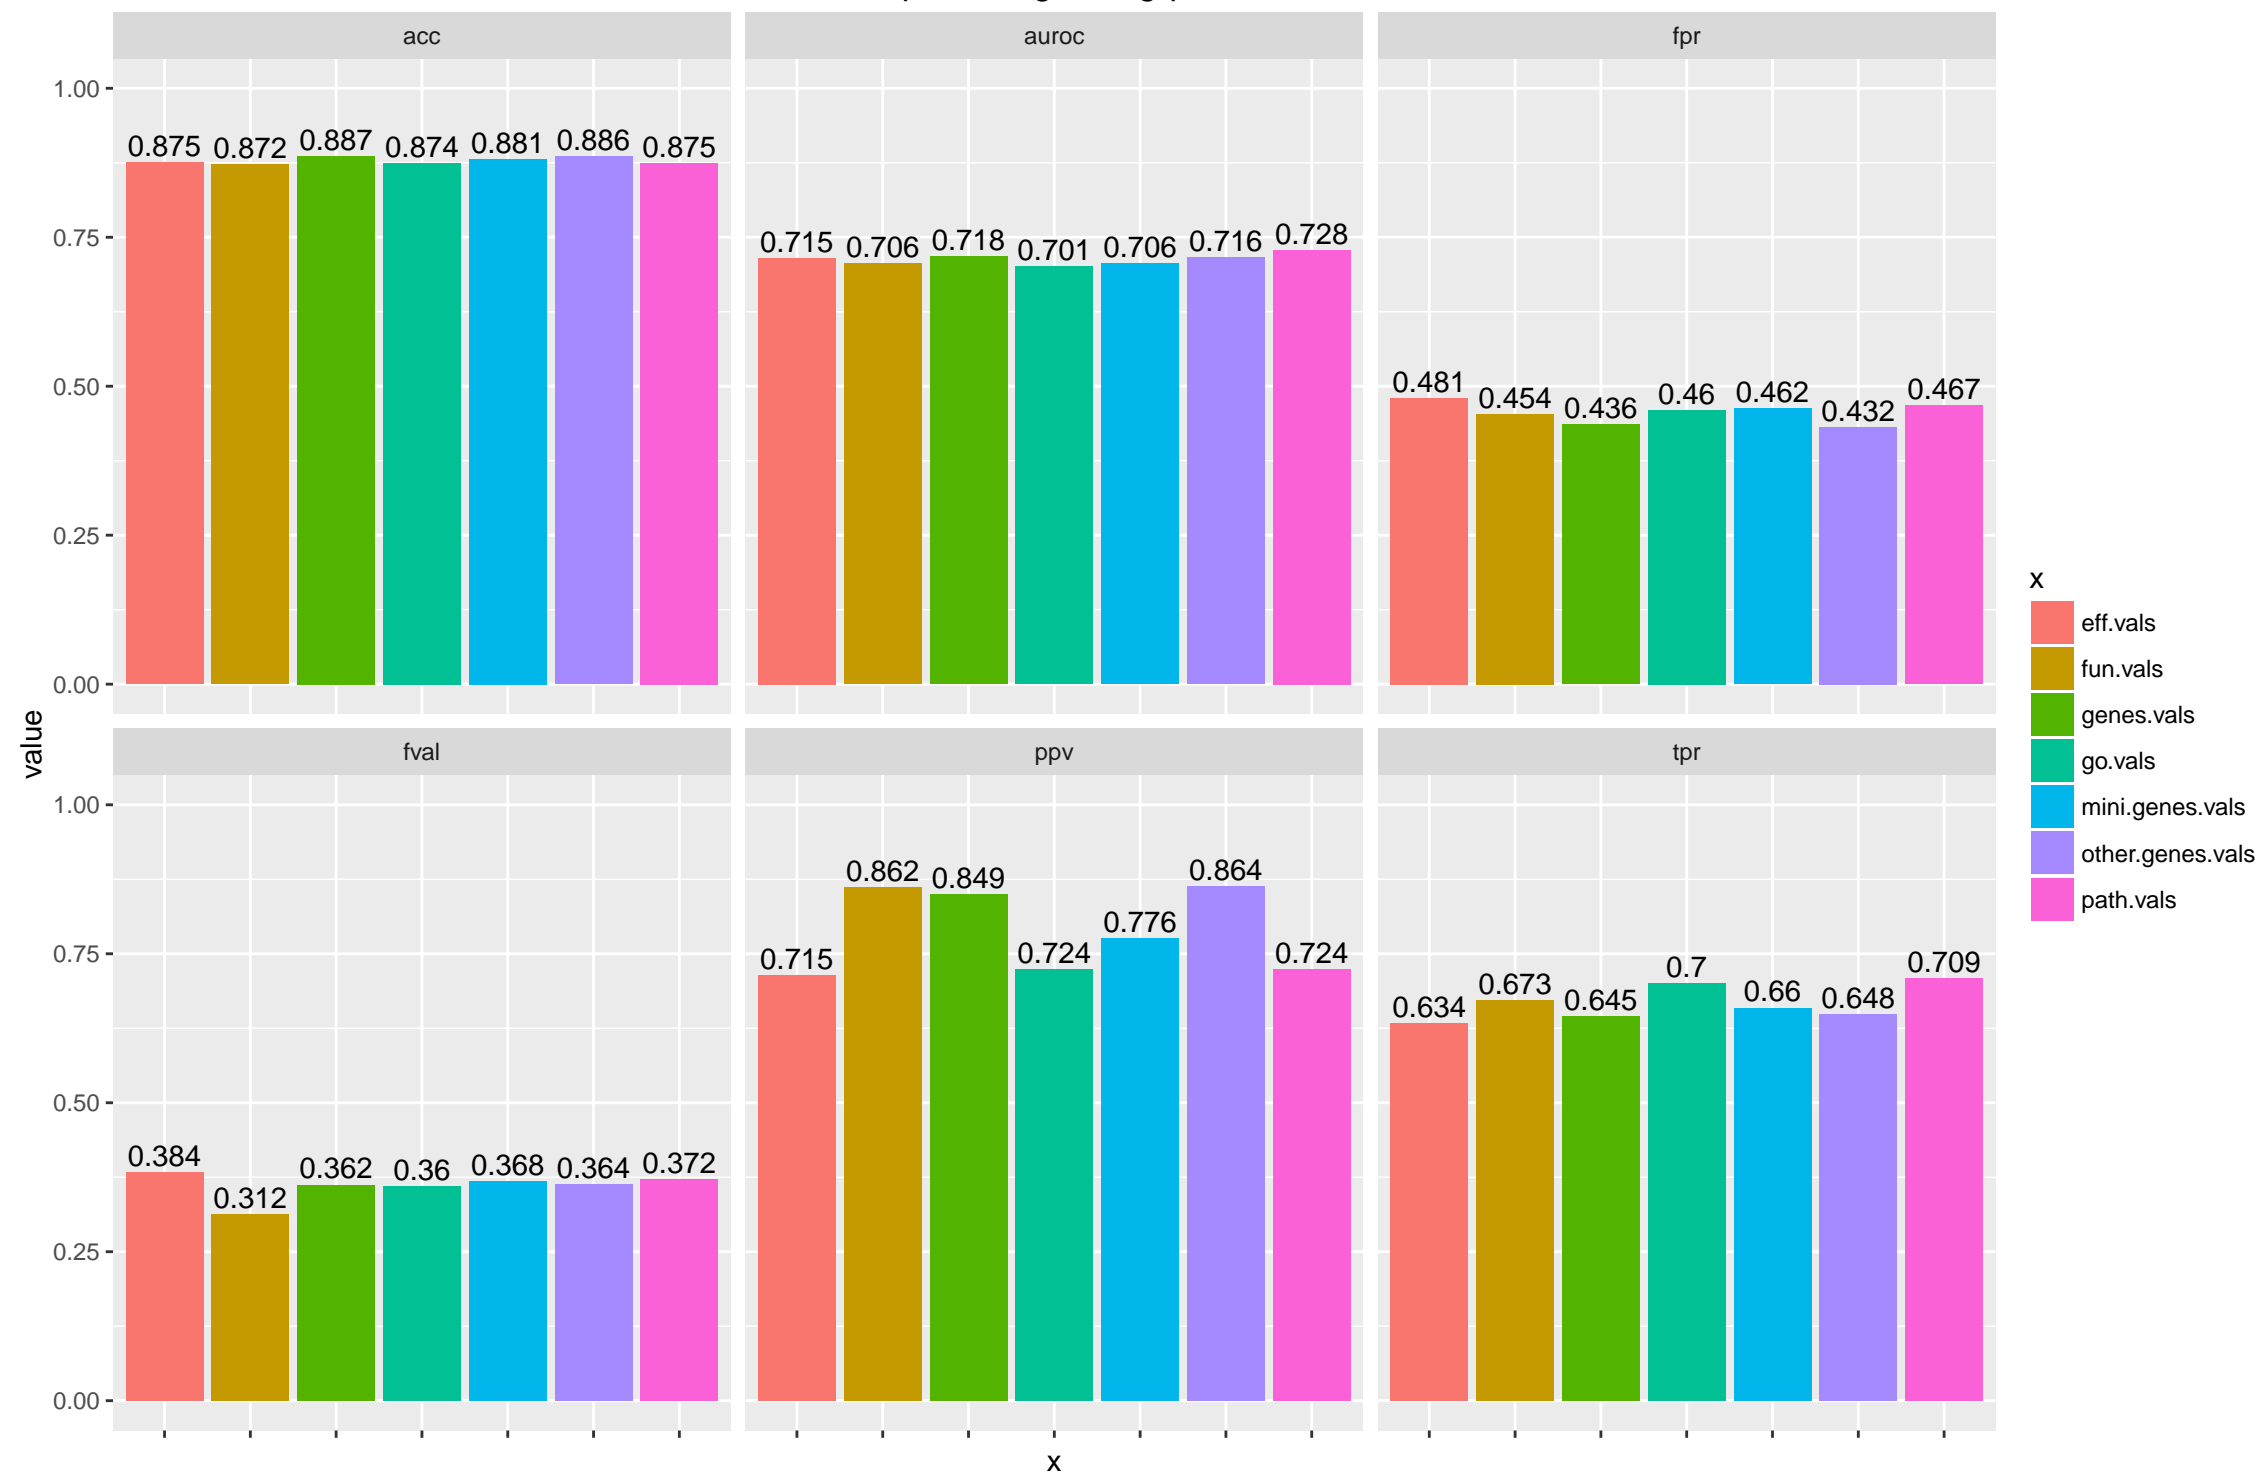 acc
auroc
fpr
1.00
0.75
0.50
0.25
0.00
0.875 0.872 0.887 0.874 0.881 0.886 0.875
0.715 0.706 0.718 0.701 0.706 0.716 0.728
0.481 0.454 0.436 0.46 0.462 0.432 0.467
value
fval
ppv
tpr
1.00
0.75
0.50
0.25
0.00
0.384 0.312 0.362 0.36 0.368 0.364 0.372
0.715 0.862 0.849 0.724 0.776 0.864 0.724
0.634 0.673 0.645 0.7 0.66 0.648 0.709
x
x
eff.vals
fun.vals
genes.vals
go.vals
mini.genes.vals
other.genes.vals
path.vals